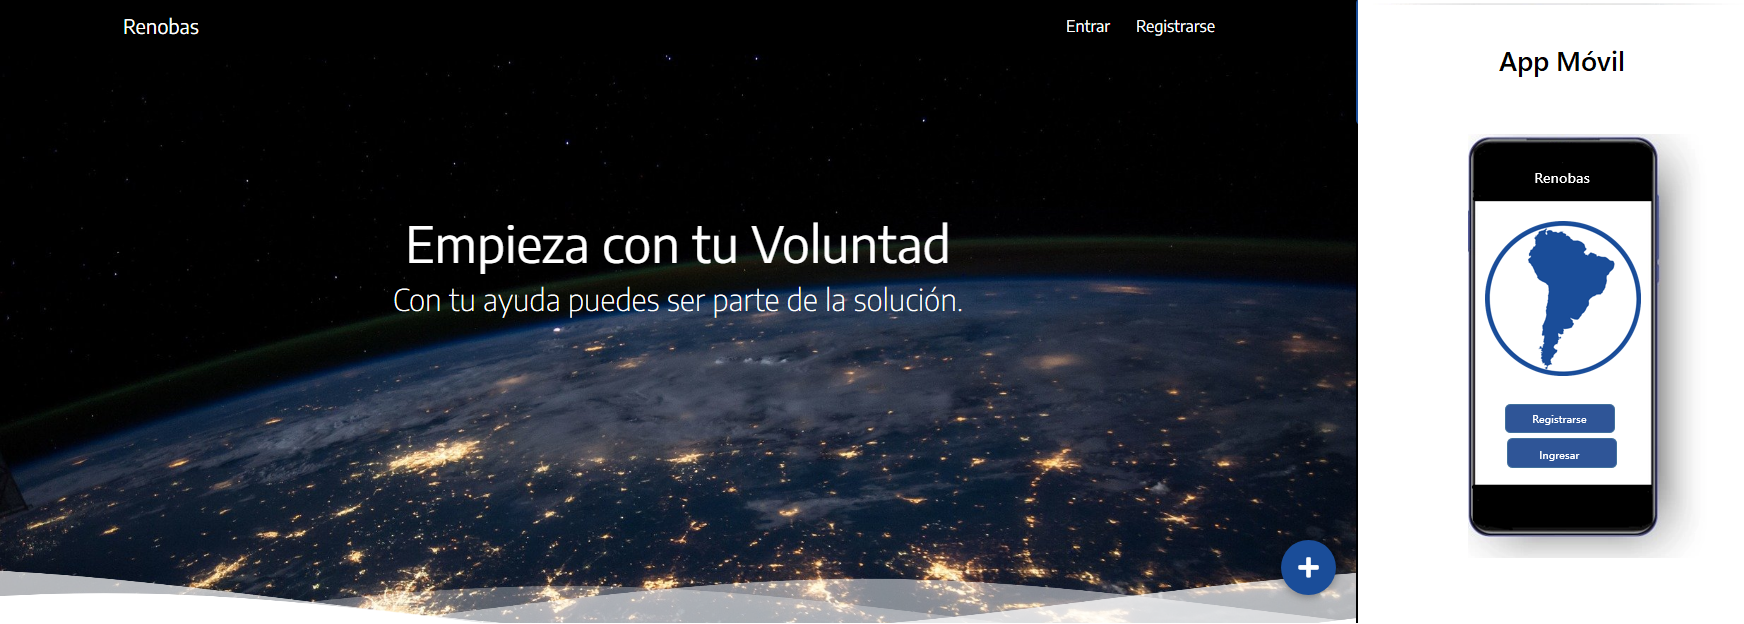 Renobas
Entrar Registrarse
Empieza con tu Voluntad
Con tu ayuda puedes ser parte de la solución.
App Móvil
Renobas
Registrarse
Ingresar